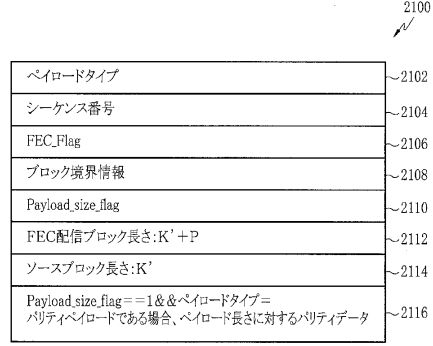 2100
ペイロードタイプ
2102
シーケンス番号
2104
FEC_Flag
2106
ブロック境界情報
2108
Payload_size_flag
2110
FEC配信ブロック長さ:K'+P
2112
ソースブロック長さ:K'
2114
Payload_size_flag==1&&ペイロードタイプ=
パリティペイロードである場合、ペイロード長さに対するパリティデータ
2116